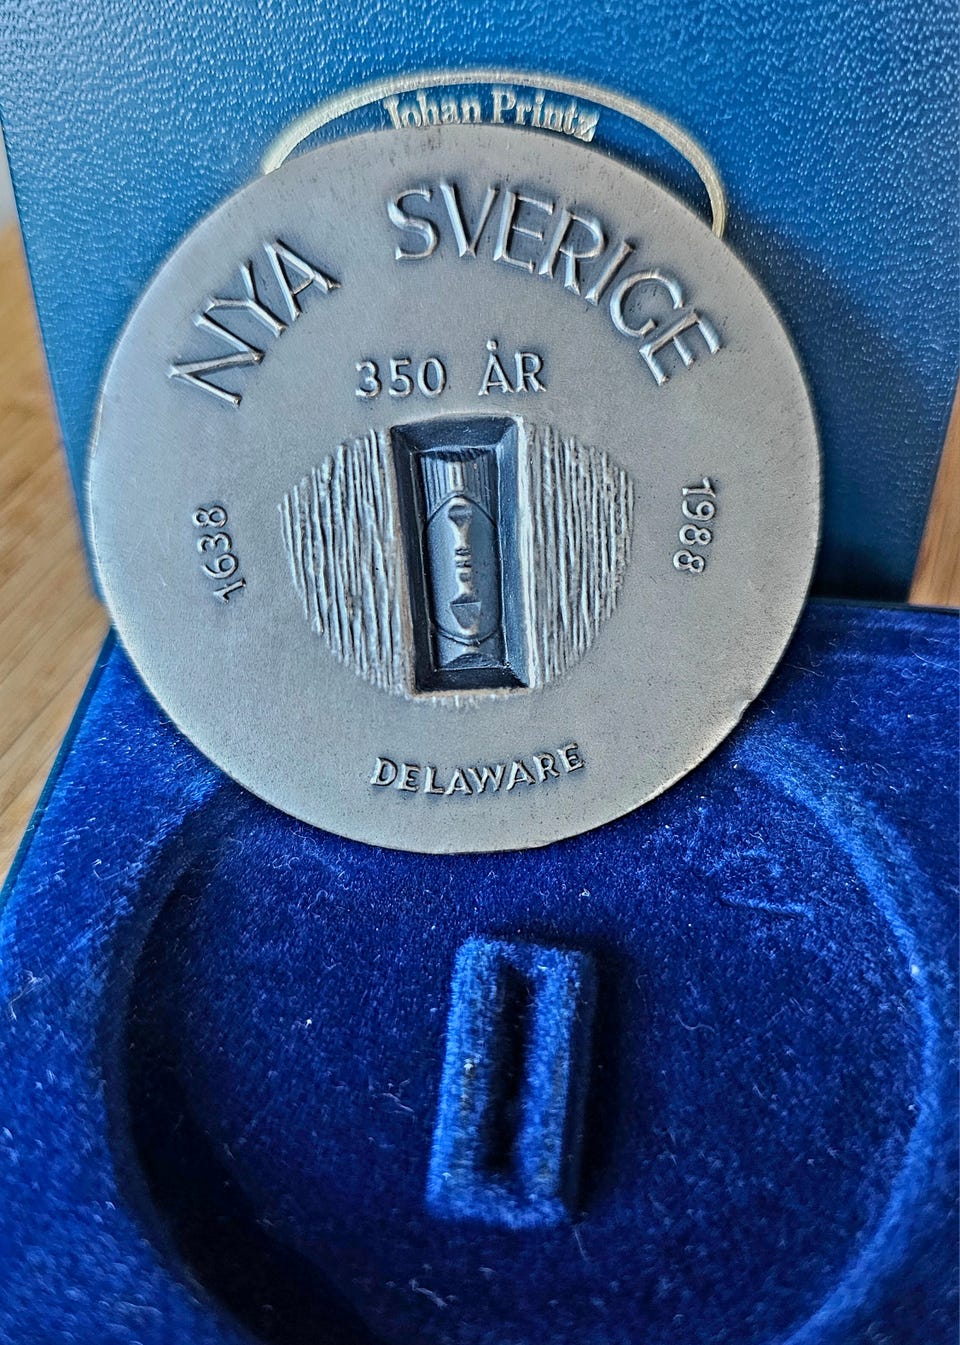 Johan Printz
NYA SVERIGE
350 ÅR
1638
1988
DELAWARE